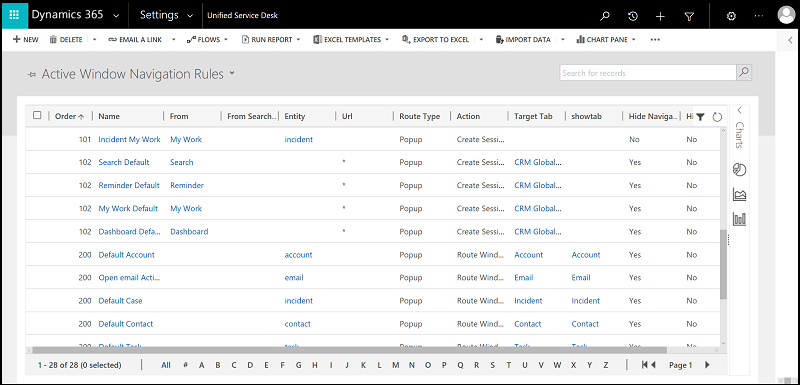 Dynamics 365 Settings Unified Service Desk
NEW DELETE EMAIL A LINK FLOWS RUN REPORT EXCEL TEMPLATES EXPORT TO EXCEL IMPORT DATA CHART PANE
Active Window Navigation Rules
Search for records
Order Name From From Search... Entity Url Route Type Action Target Tab showtab Hide Naviga...
101 Incident My Work My Work incident Popup Create Sessi... No No
102 Search Default Search * Popup Create Sessi... CRM Global... Yes No
102 Reminder Default Reminder * Popup Create Sessi... CRM Global... Yes No
102 My Work Default My Work * Popup Create Sessi... CRM Global... Yes No
102 Dashboard Defa... Dashboard * Popup Create Sessi... CRM Global... Yes No
200 Default Account account Popup Route Wind... Account Account Yes No
200 Open email Acti... email Popup Route Wind... Email Email Yes No
200 Default Case incident Popup Route Wind... Incident Incident Yes No
200 Default Contact contact Popup Route Wind... Contact Contact Yes No
200 Default Task task Popup Route Wind... Task Task Yes No
Charts
1 - 28 of 28 (0 selected) All # A B C D E F G H I J K L M N O P Q R S T U V W X Y Z Page 1